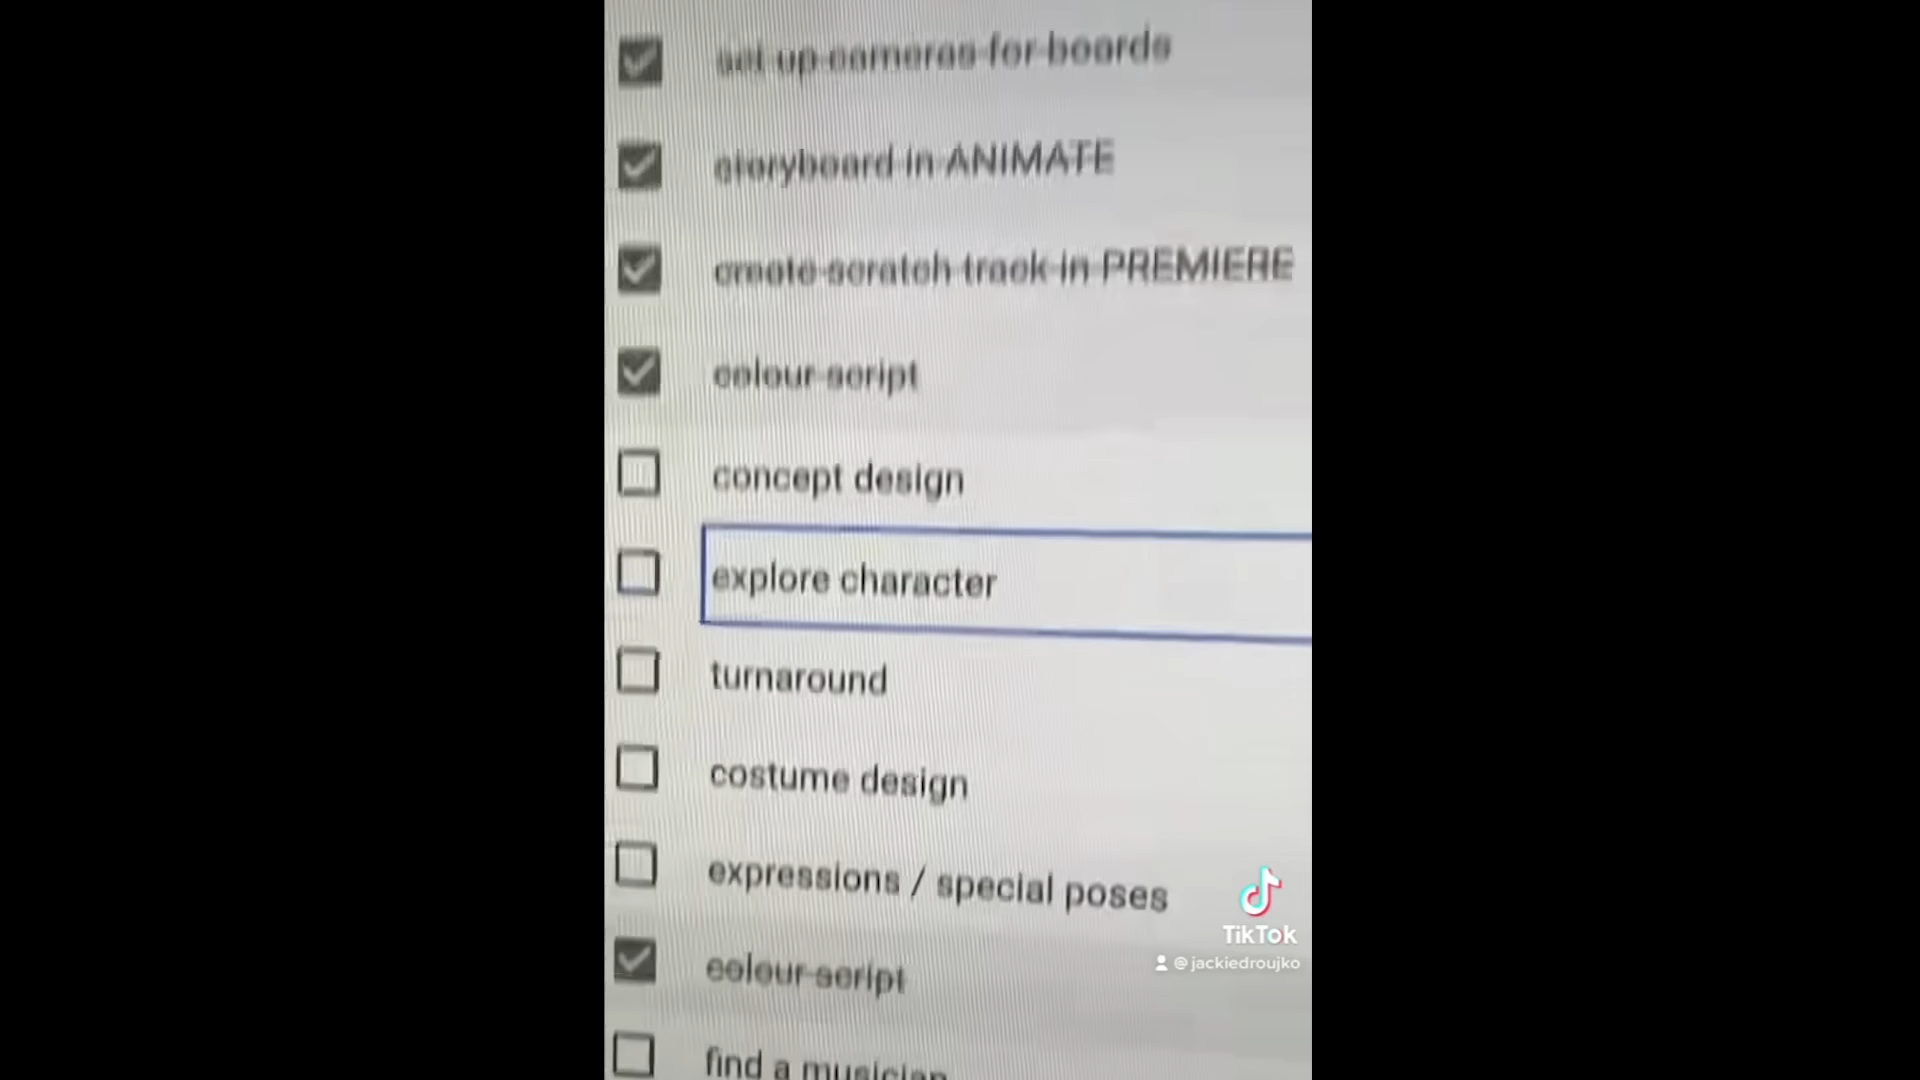 set up cameras for boards
storyboard in ANIMATE
create scratch track in PREMIERE
colour script
concept design
explore character
turnaround
costume design
expressions / special poses
TikTok
@jackiedroujko
colour script
find a musician